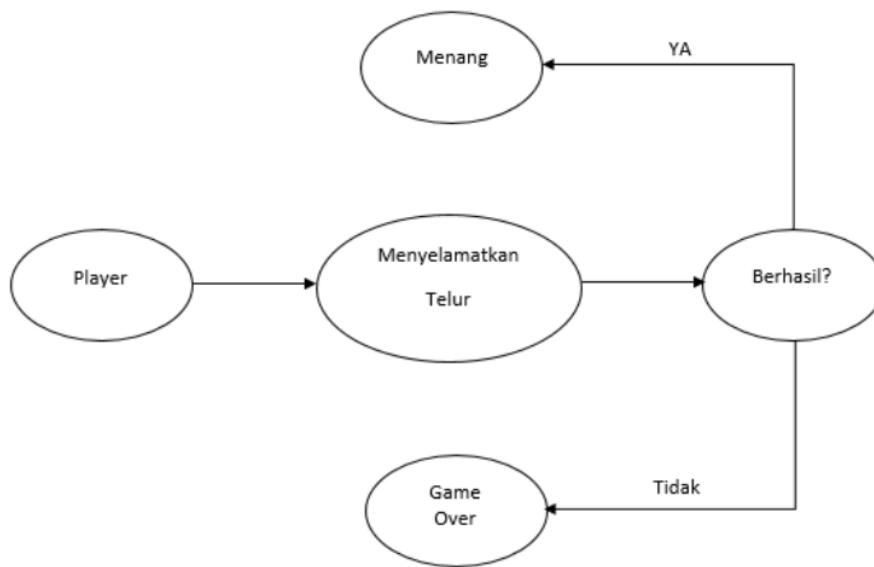 Menang
YA
Player
Menyelamatkan
Telur
Berhasil?
Game
Over
Tidak